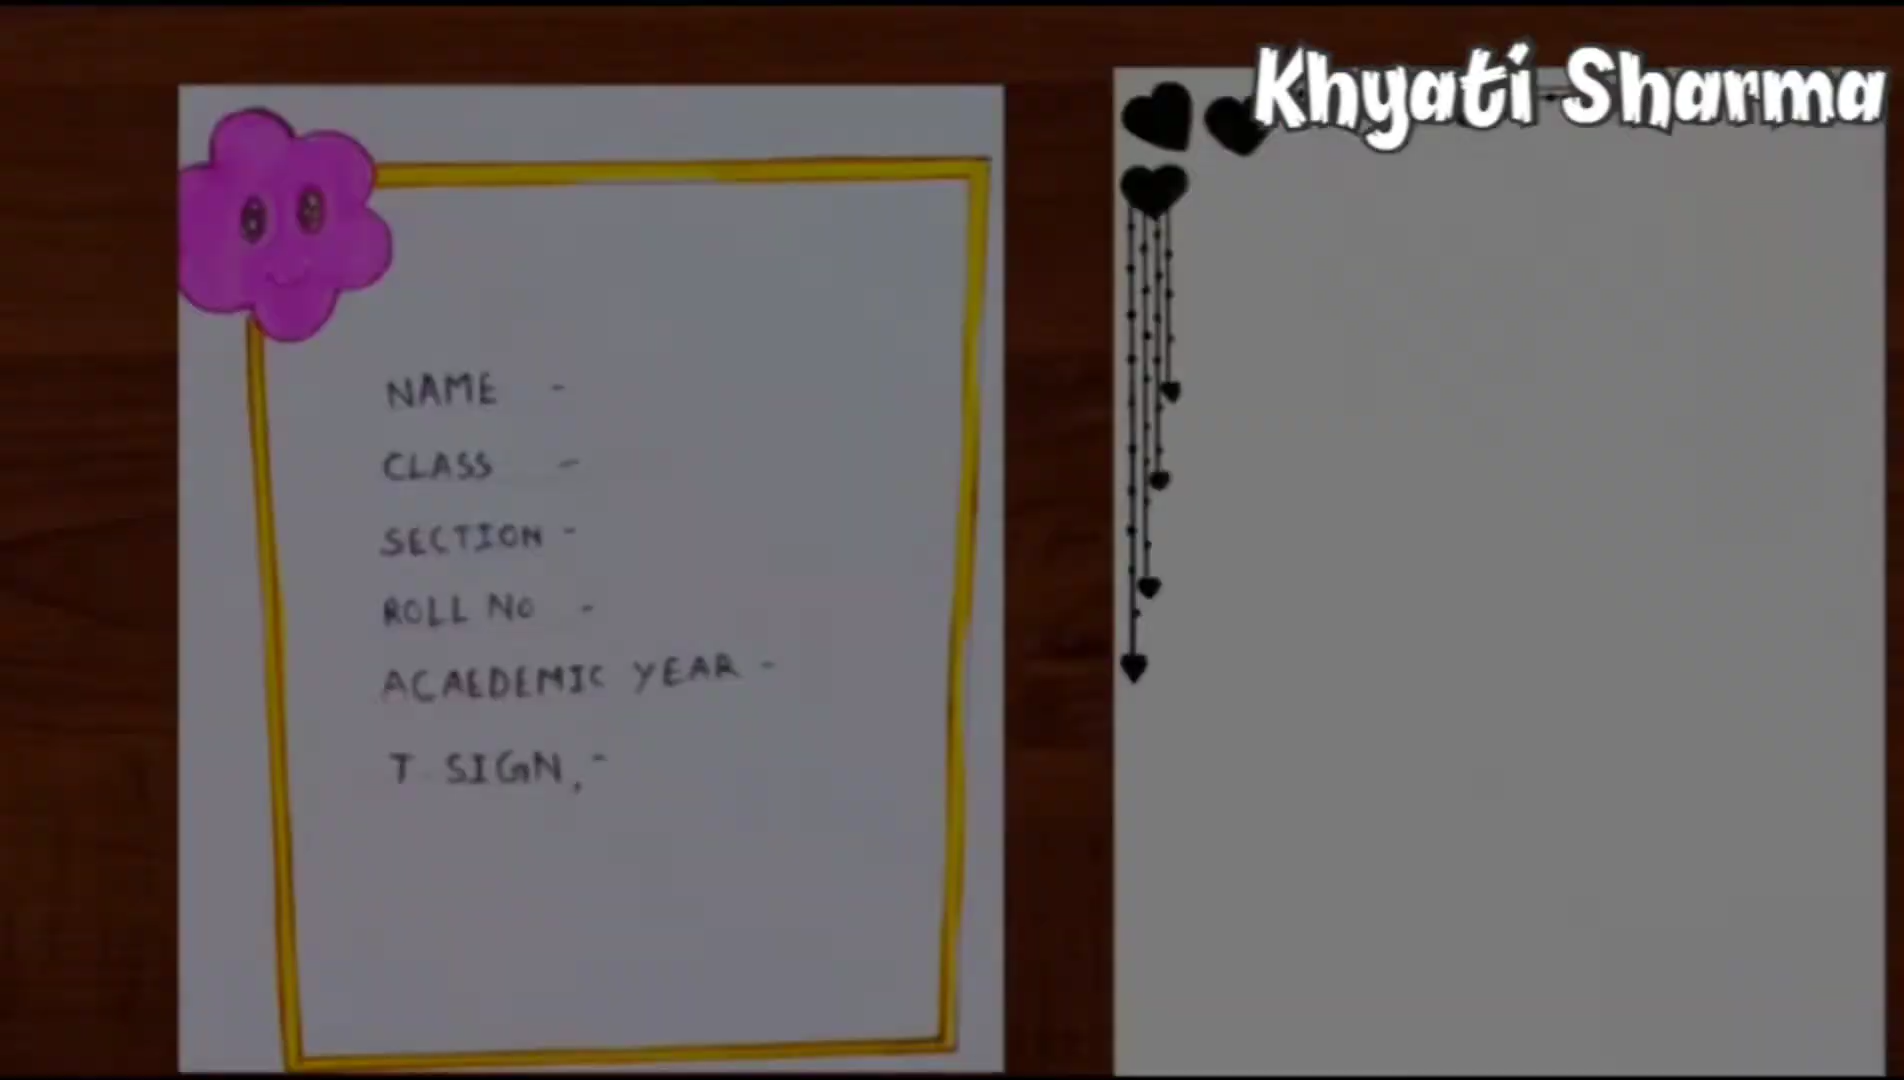 Khyati Sharma
NAME -
CLASS -
SECTION -
ROLL NO -
ACAEDEMIC YEAR -
T SIGN, -